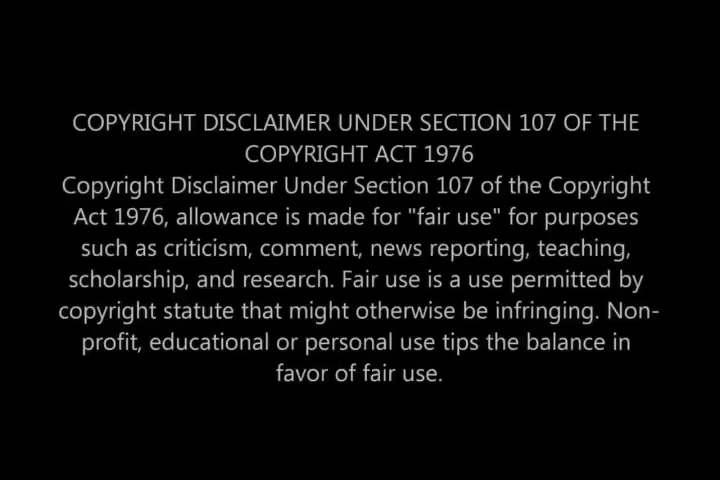 COPYRIGHT DISCLAIMER UNDER SECTION 107 OF THE
COPYRIGHT ACT 1976
Copyright Disclaimer Under Section 107 of the Copyright
Act 1976, allowance is made for "fair use" for purposes
such as criticism, comment, news reporting, teaching,
scholarship, and research. Fair use is a use permitted by
copyright statute that might otherwise be infringing. Non-
profit, educational or personal use tips the balance in
favor of fair use.